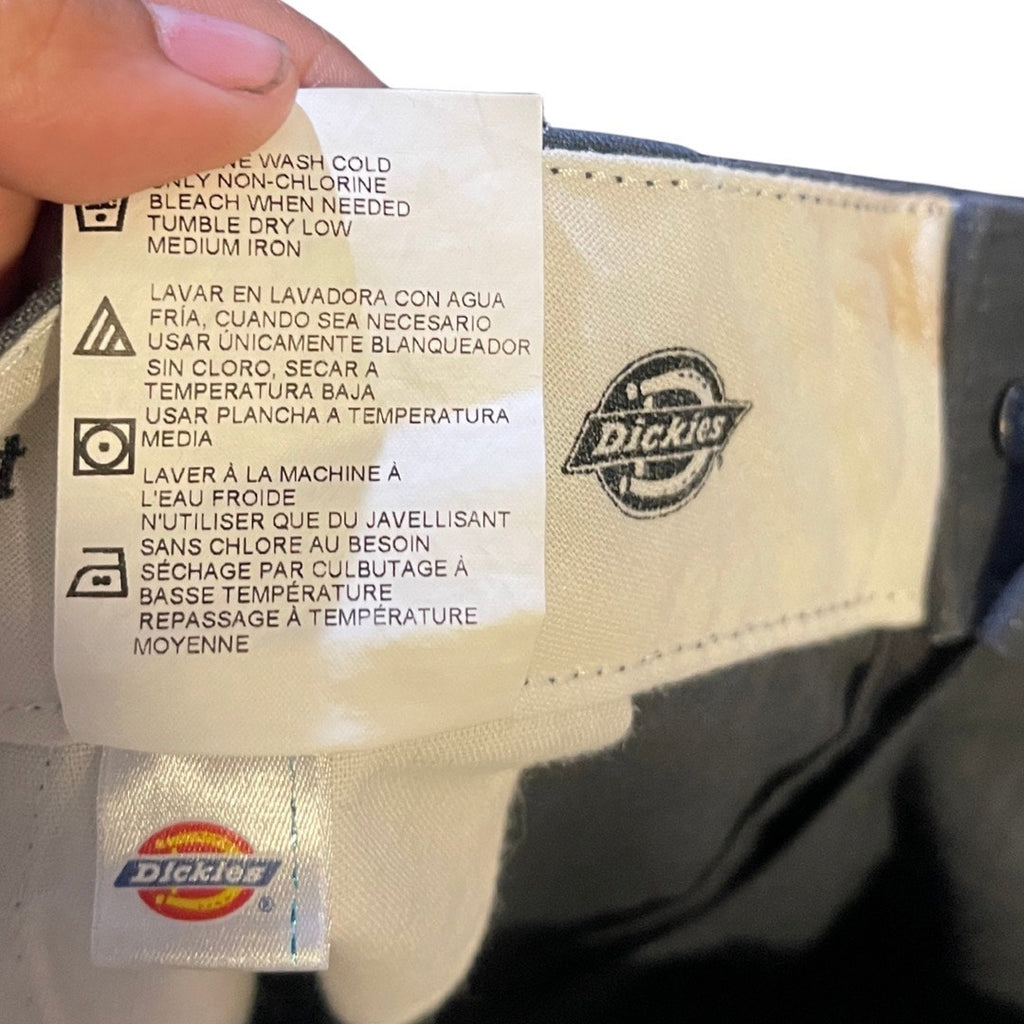 WASH COLD
ONLY NON-CHLORINE
BLEACH WHEN NEEDED
TUMBLE DRY LOW
MEDIUM IRON
LAVAR EN LAVADORA CON AGUA
FRÍA, CUANDO SEA NECESARIO
USAR ÚNICAMENTE BLANQUEADOR
SIN CLORO, SECAR A
TEMPERATURA BAJA
USAR PLANCHA A TEMPERATURA
MEDIA
LAVER À LA MACHINE À
L'EAU FROIDE
N'UTILISER QUE DU JAVELLISANT
SANS CHLORE AU BESOIN
SÉCHAGE PAR CULBUTAGE À
BASSE TEMPÉRATURE
REPASSAGE À TEMPÉRATURE
MOYENNE
Dickies
Dickies®